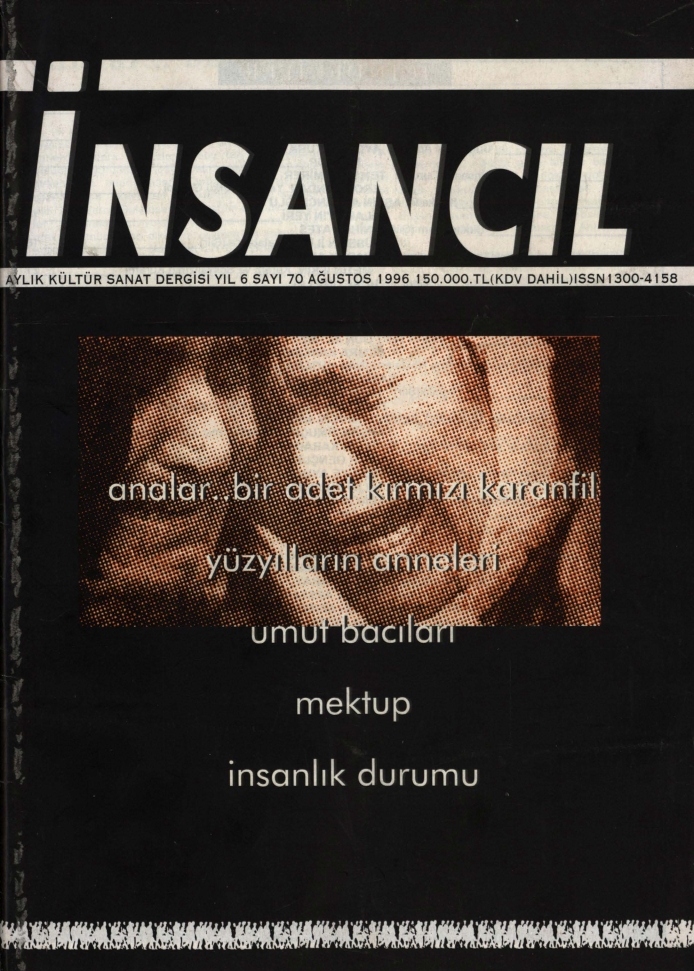 İNSANCIL
AYLIK KÜLTÜR SANAT DERGİSİ YIL 6 SAYI 70 AĞUSTOS 1996 150.000.TL(KDV DAHİL)ISSN1300-4158
analar..bir adet kırmızı karanfil
yüzyılların anneleri
umut bacıları
mektup
insanlık durumu